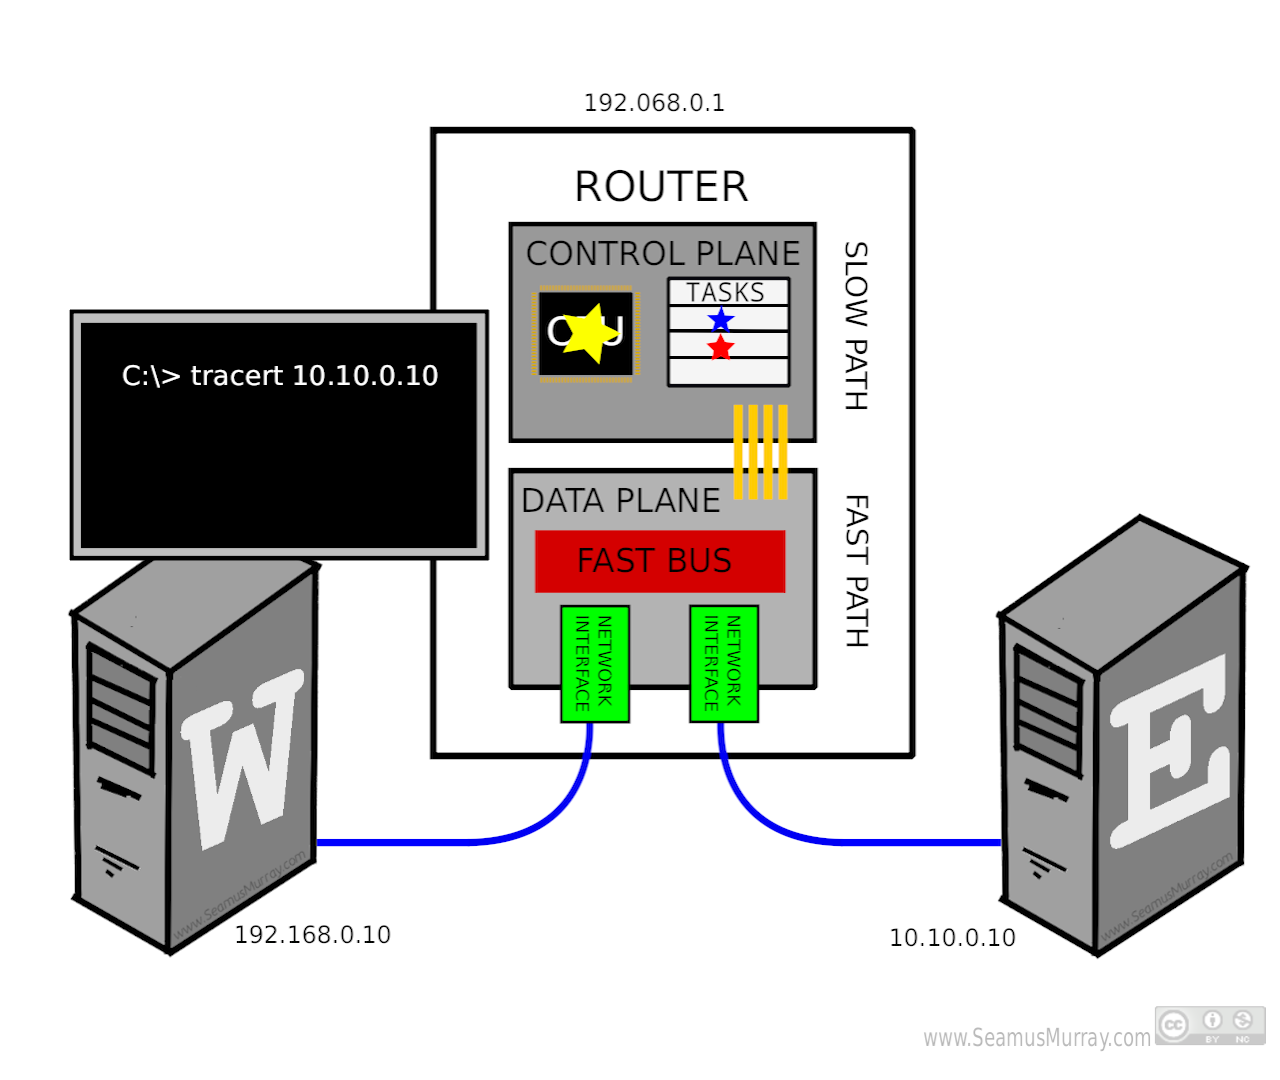 192.068.0.1
ROUTER
CONTROL PLANE
CPU
TASKS
SLOW PATH
C:\> tracert 10.10.0.10
DATA PLANE
FAST BUS
FAST PATH
NETWORK
INTERFACE
NETWORK
INTERFACE
W
E
www.SeamusMurray.com
www.SeamusMurray.com
192.168.0.10
10.10.0.10
www.SeamusMurray.com
cc
BY
NC